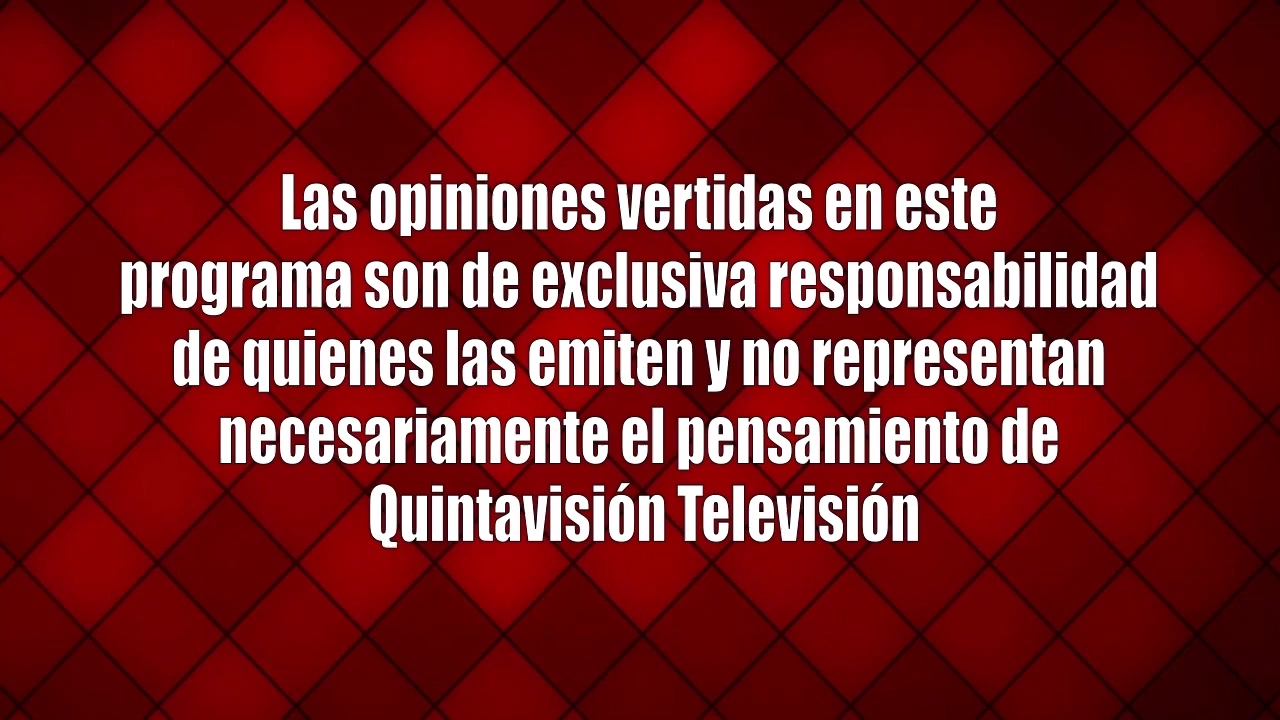 Las opiniones vertidas en este
programa son de exclusiva responsabilidad
de quienes las emiten y no representan
necesariamente el pensamiento de
Quintavisión Televisión